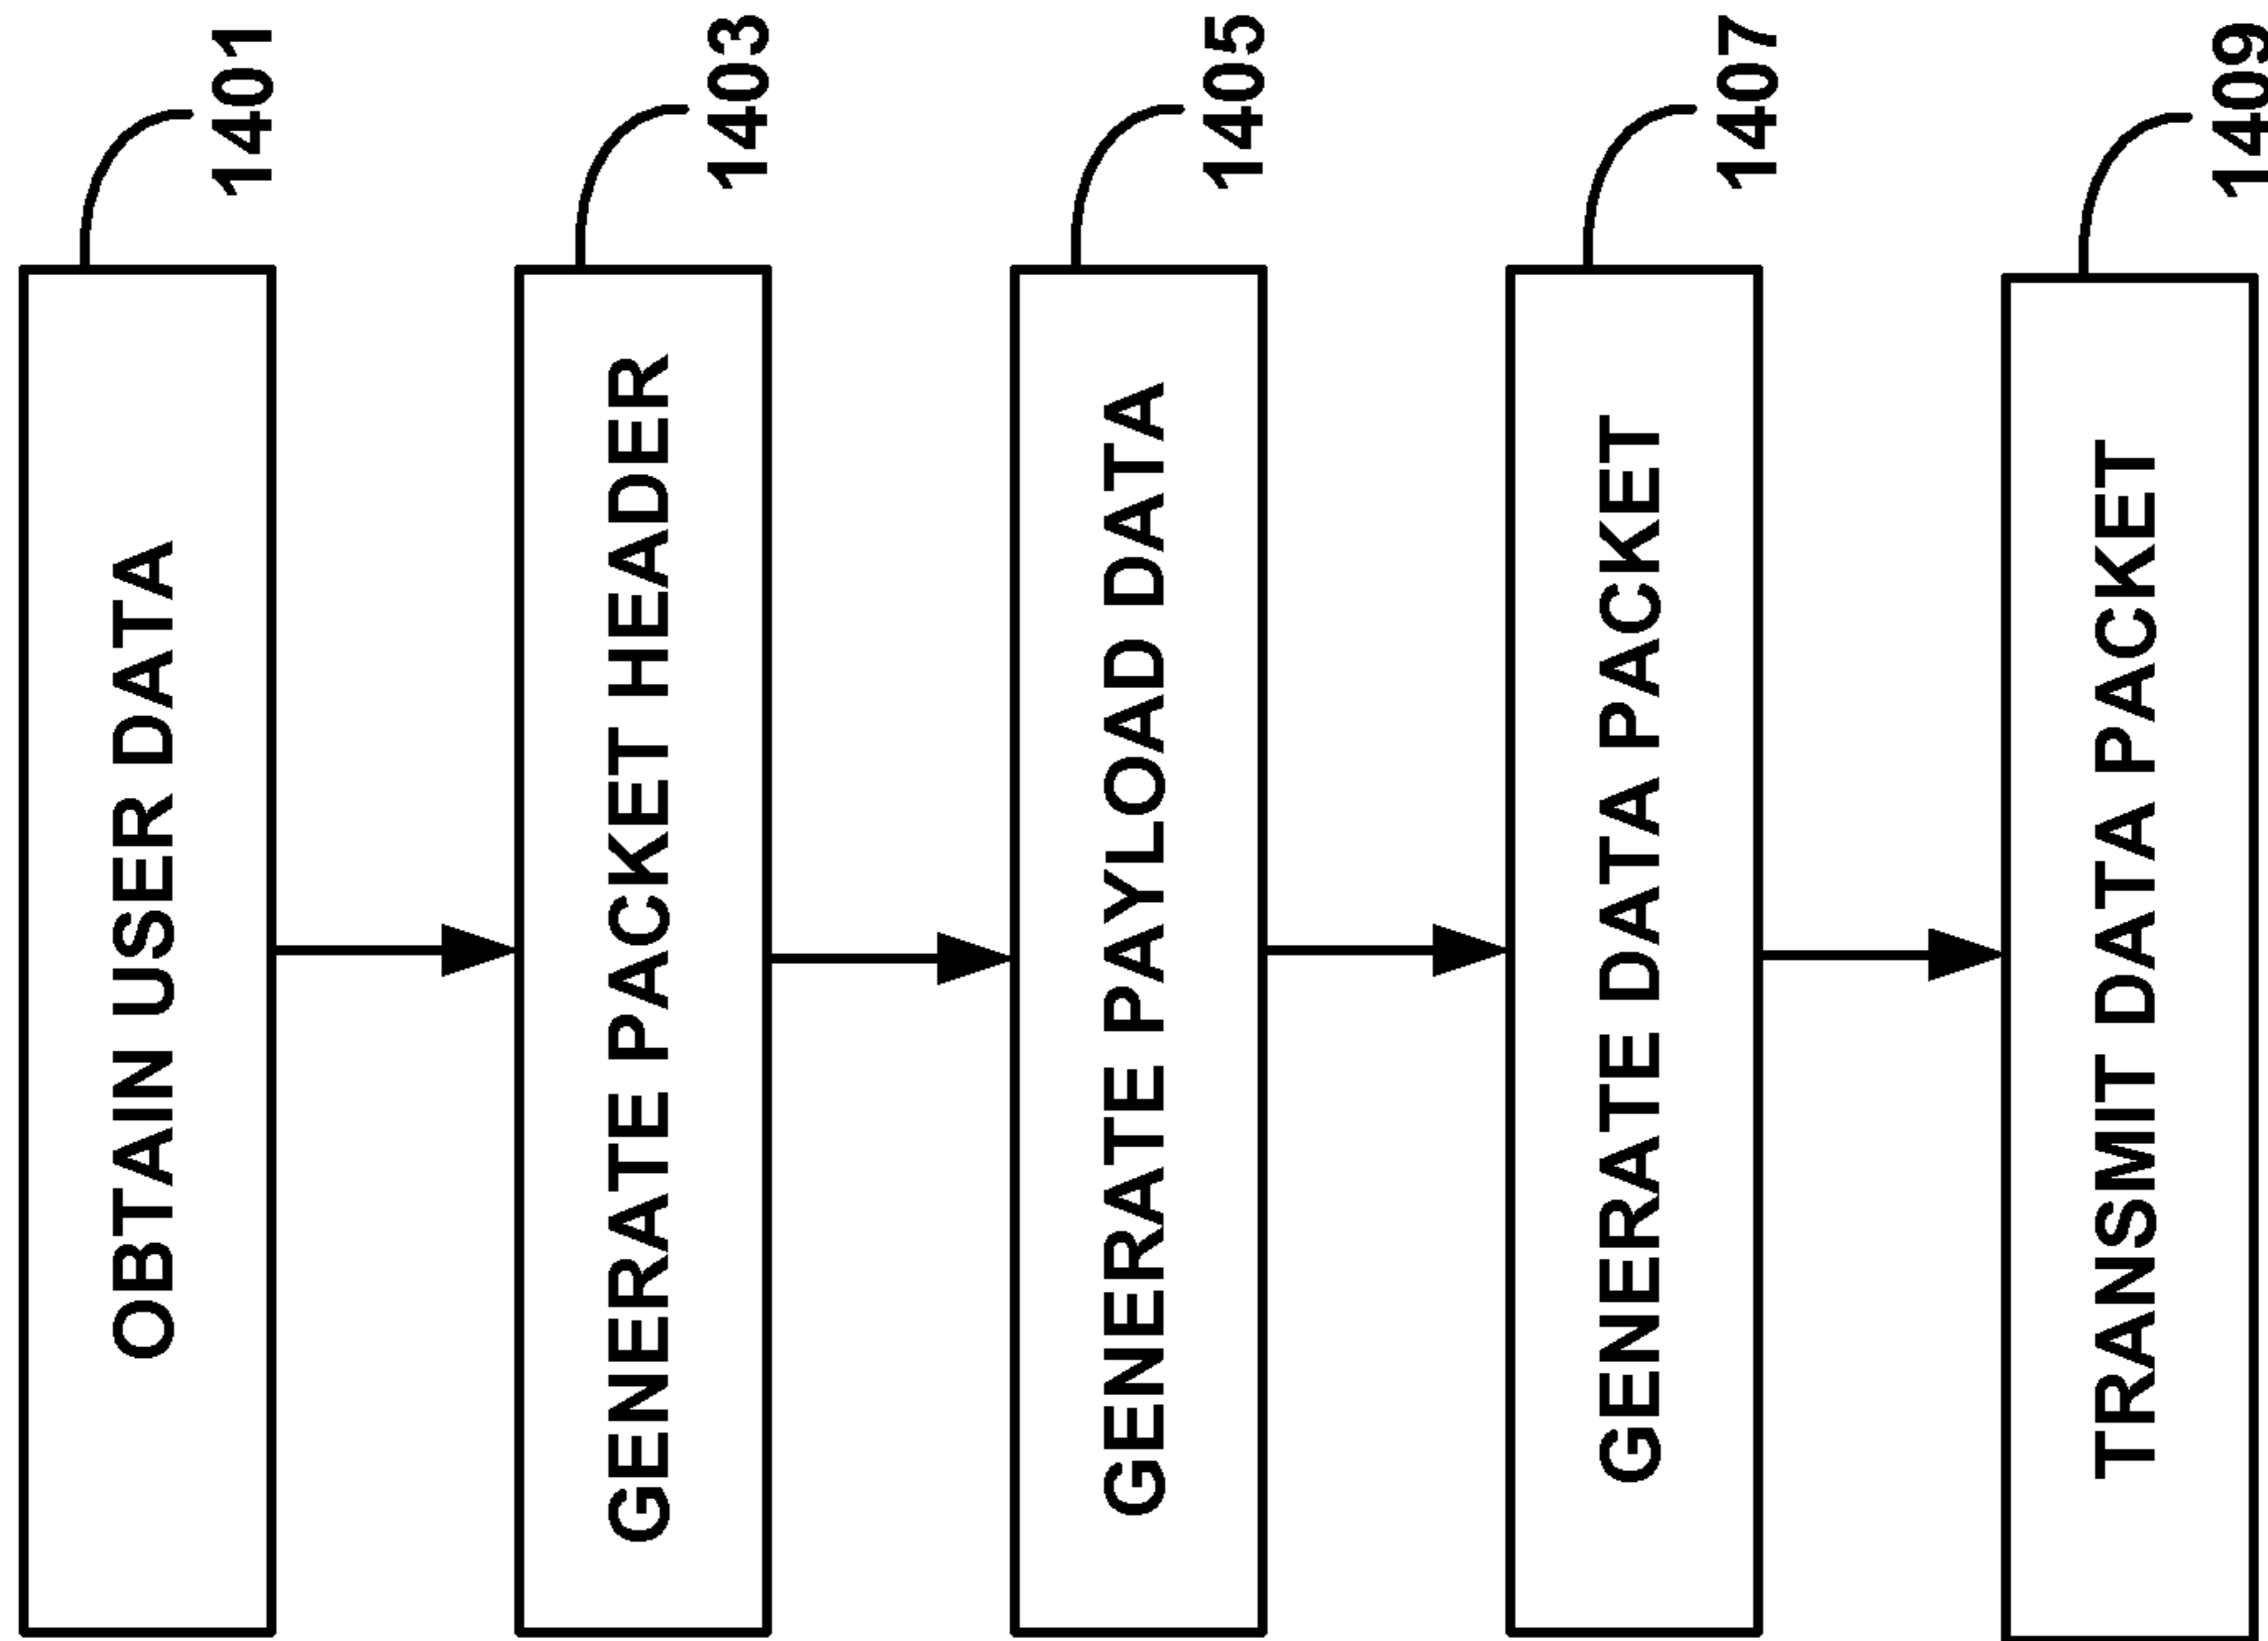 OBTAIN USER DATA
1401
GENERATE PACKET HEADER
1403
GENERATE PAYLOAD DATA
1405
GENERATE DATA PACKET
1407
TRANSMIT DATA PACKET
1409